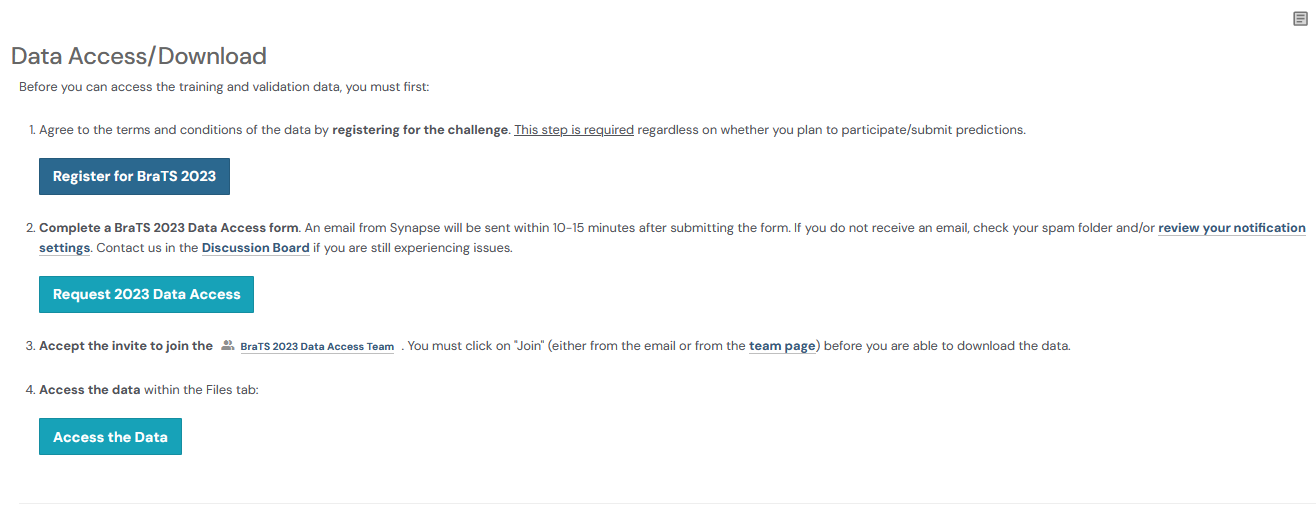 Data Access/Download
Before you can access the training and validation data, you must first:
1. Agree to the terms and conditions of the data by registering for the challenge. This step is required regardless on whether you plan to participate/submit predictions.
Register for BraTS 2023
2. Complete a BraTS 2023 Data Access form. An email from Synapse will be sent within 10-15 minutes after submitting the form. If you do not receive an email, check your spam folder and/or review your notification
settings. Contact us in the Discussion Board if you are still experiencing issues.
Request 2023 Data Access
3. Accept the invite to join the BraTS 2023 Data Access Team . You must click on "Join" (either from the email or from the team page) before you are able to download the data.
4. Access the data within the Files tab:
Access the Data